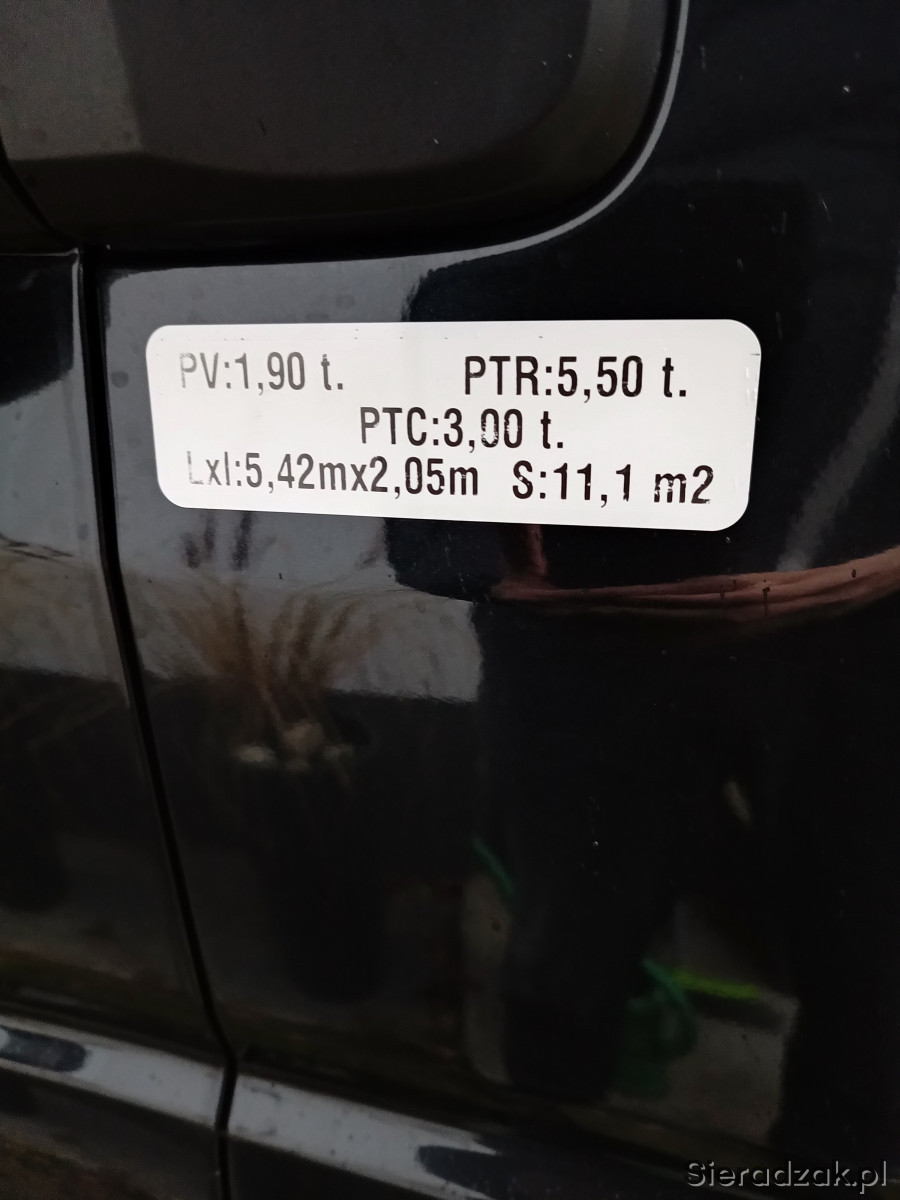 PV:1,90 t. PTR:5,50 t.
PTC:3,00 t.
Lxl:5,42mx2,05m S:11,1 m2
Sieradzak.pl